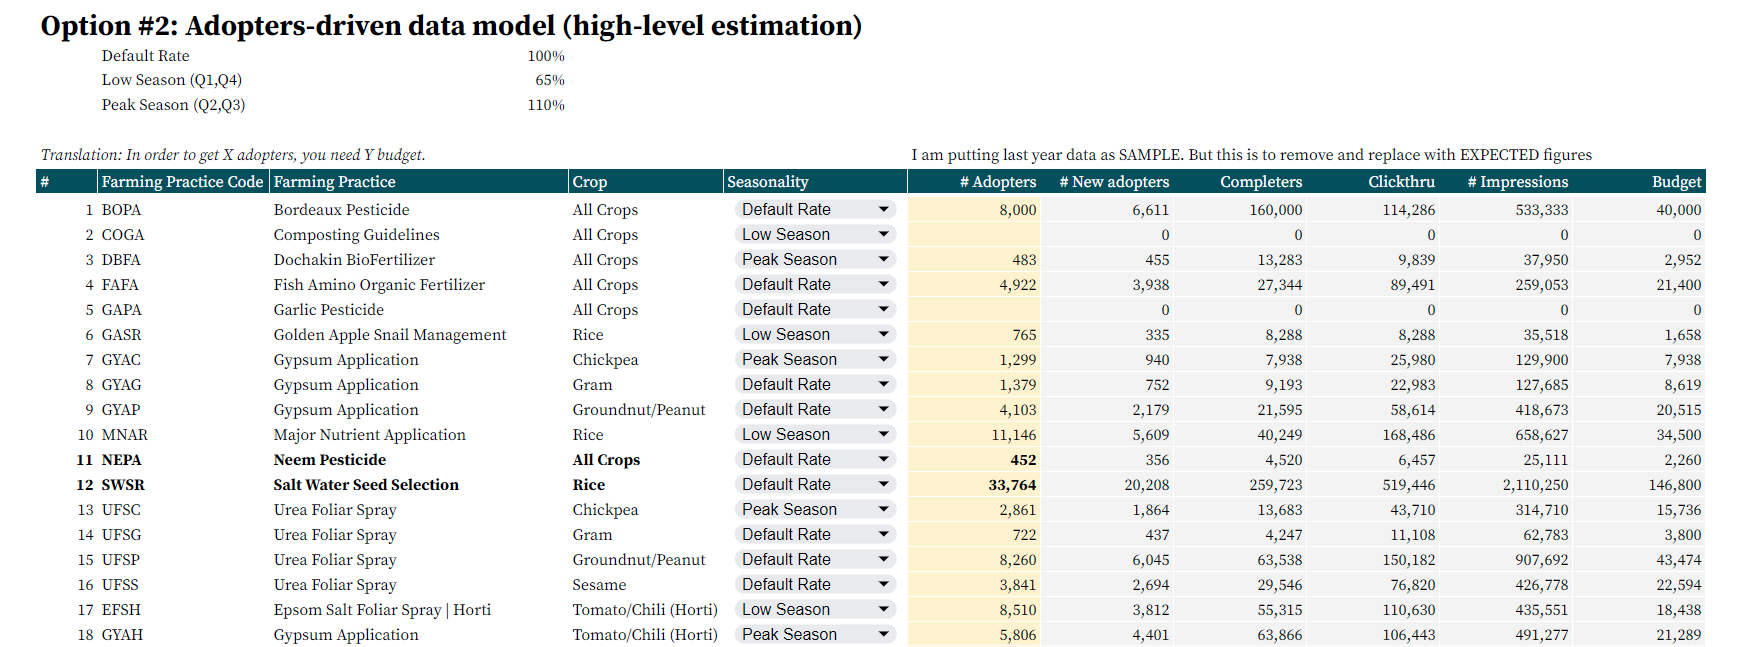 Option #2: Adopters-driven data model (high-level estimation)
Default Rate 100%
Low Season (Q1,Q4) 65%
Peak Season (Q2,Q3) 110%
Translation: In order to get X adopters, you need Y budget. I am putting last year data as SAMPLE. But this is to remove and replace with EXPECTED figures
# Farming Practice Code Farming Practice Crop Seasonality # Adopters # New adopters Completers Clickthru # Impressions Budget
1 BOPA Bordeaux Pesticide All Crops Default Rate 8,000 6,611 160,000 114,286 533,333 40,000
2 COGA Composting Guidelines All Crops Low Season 0 0 0 0 0
3 DBFA Dochakin BioFertilizer All Crops Peak Season 483 455 13,283 9,839 37,950 2,952
4 FAFA Fish Amino Organic Fertilizer All Crops Default Rate 4,922 3,938 27,344 89,491 259,053 21,400
5 GAPA Garlic Pesticide All Crops Default Rate 0 0 0 0 0
6 GASR Golden Apple Snail Management Rice Low Season 765 335 8,288 8,288 35,518 1,658
7 GYAC Gypsum Application Chickpea Peak Season 1,299 940 7,938 25,980 129,900 7,938
8 GYAG Gypsum Application Gram Default Rate 1,379 752 9,193 22,983 127,685 8,619
9 GYAP Gypsum Application Groundnut/Peanut Default Rate 4,103 2,179 21,595 58,614 418,673 20,515
10 MNAR Major Nutrient Application Rice Low Season 11,146 5,609 40,249 168,486 658,627 34,500
11 NEPA Neem Pesticide All Crops Default Rate 452 356 4,520 6,457 25,111 2,260
12 SWSR Salt Water Seed Selection Rice Default Rate 33,764 20,208 259,723 519,446 2,110,250 146,800
13 UFSC Urea Foliar Spray Chickpea Peak Season 2,861 1,864 13,683 43,710 314,710 15,736
14 UFSG Urea Foliar Spray Gram Default Rate 722 437 4,247 11,108 62,783 3,800
15 UFSP Urea Foliar Spray Groundnut/Peanut Default Rate 8,260 6,045 63,538 150,182 907,692 43,474
16 UFSS Urea Foliar Spray Sesame Default Rate 3,841 2,694 29,546 76,820 426,778 22,594
17 EFSH Epsom Salt Foliar Spray | Horti Tomato/Chili (Horti) Low Season 8,510 3,812 55,315 110,630 435,551 18,438
18 GYAH Gypsum Application Tomato/Chili (Horti) Peak Season 5,806 4,401 63,866 106,443 491,277 21,289